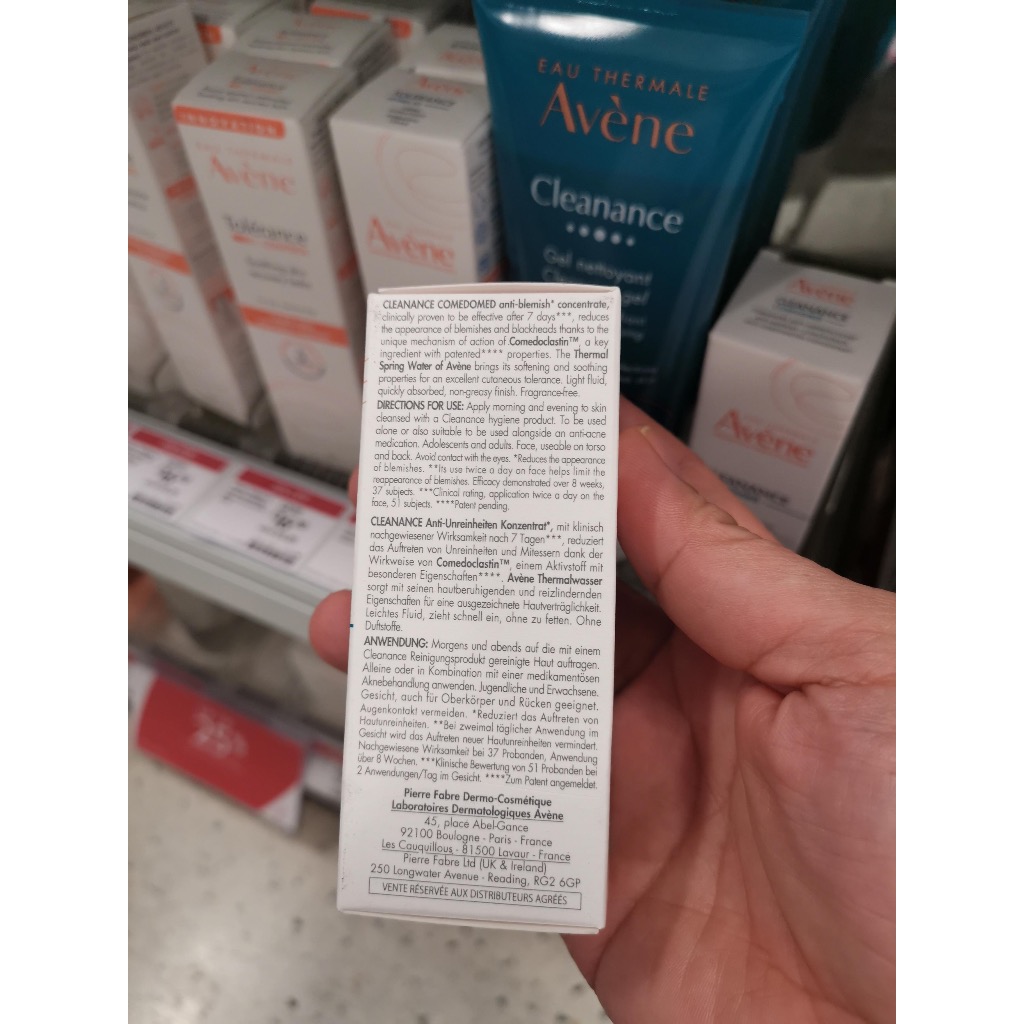 EAU THERMALE
Avène
Cleanance
Gel nettoyant
INNOVATION
EAU THERMALE
Avène
Tolérance
Avène
Avène
CLEANANCE
Avène
CLEANANCE COMEDOMED anti-blemish* concentrate,
clinically proven to be effective after 7 days***, reduces
the appearance of blemishes and blackheads thanks to the
unique mechanism of action of Comedoclastin™, a key
ingredient with patented**** properties. The Thermal
Spring Water of Avène brings its softening and soothing
properties for an excellent cutaneous tolerance. Light fluid,
quickly absorbed, non-greasy finish. Fragrance-free.
DIRECTIONS FOR USE: Apply morning and evening to skin
cleansed with a Cleanance hygiene product. To be used
alone or also suitable to be used alongside an anti-acne
medication. Adolescents and adults. Face, useable on torso
and back. Avoid contact with the eyes. *Reduces the appearance
of blemishes. **Its use twice a day on face helps limit the
reappearance of blemishes. Efficacy demonstrated over 8 weeks,
37 subjects. ***Clinical rating, application twice a day on the
face, 51 subjects. ****Patent pending.
CLEANANCE Anti-Unreinheiten Konzentrat*, mit klinisch
nachgewiesener Wirksamkeit nach 7 Tagen***, reduziert
das Auftreten von Unreinheiten und Mitessern dank der
Wirkweise von Comedoclastin™, einem Aktivstoff mit
besonderen Eigenschaften****. Avène Thermalwasser
sorgt mit seinen hautberuhigenden und reizlindernden
Eigenschaften für eine ausgezeichnete Hautverträglichkeit.
Leichtes Fluid, zieht schnell ein, ohne zu fetten. Ohne
Duftstoffe.
ANWENDUNG: Morgens und abends auf die mit einem
Cleanance Reinigungsprodukt gereinigte Haut auftragen.
Alleine oder in Kombination mit einer medikamentösen
Aknebehandlung anwenden. Jugendliche und Erwachsene.
Gesicht, auch für Oberkörper und Rücken geeignet.
Augenkontakt vermeiden. *Reduziert das Auftreten von
Hautunreinheiten. **Bei zweimal täglicher Anwendung im
Gesicht wird das Auftreten neuer Hautunreinheiten vermindert.
Nachgewiesene Wirksamkeit bei 37 Probanden, Anwendung
über 8 Wochen. ***Klinische Bewertung von 51 Probanden bei
2 Anwendungen/Tag im Gesicht. ****Zum Patent angemeldet.
Pierre Fabre Dermo-Cosmétique
Laboratoires Dermatologiques Avène
45, place Abel-Gance
92100 Boulogne - Paris - France
Les Cauquillous - 81500 Lavaur - France
Pierre Fabre Ltd (UK & Ireland)
250 Longwater Avenue - Reading, RG2 6GP
VENTE RÉSERVÉE AUX DISTRIBUTEURS AGRÉÉS